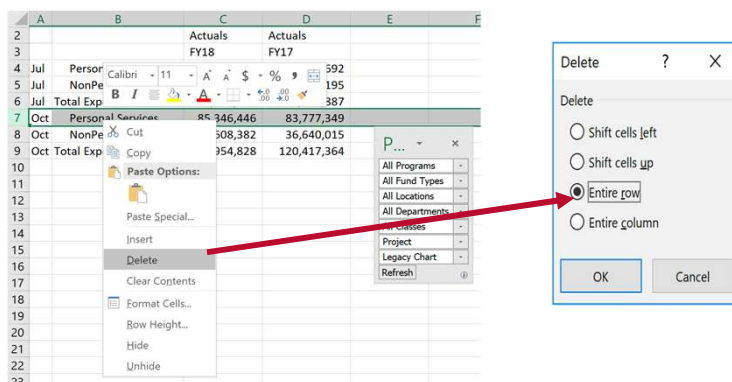 A B C D E F
2 Actuals Actuals
3 FY18 FY17
4 Jul Person 592
5 Jul NonPe 195
6 Jul Total Exp 387
7 Oct Personal Services 85,346,446 83,777,349
8 Oct NonPe 508,382 36,640,015
9 Oct Total Exp 954,828 120,417,364
10
11
12
13
14
15
16
17
18
19
20
21
22
23
Calibri 11 A A $ % ,
B I A .00 .00
Cut
Copy
Paste Options:
Paste Special...
Insert
Delete
Clear Contents
Format Cells...
Row Height...
Hide
Unhide
P... ×
All Programs
All Fund Types
All Locations
All Departments
All Classes
Project
Legacy Chart
Refresh
Delete ? X
Delete
Shift cells left
Shift cells up
Entire row
Entire column
OK Cancel